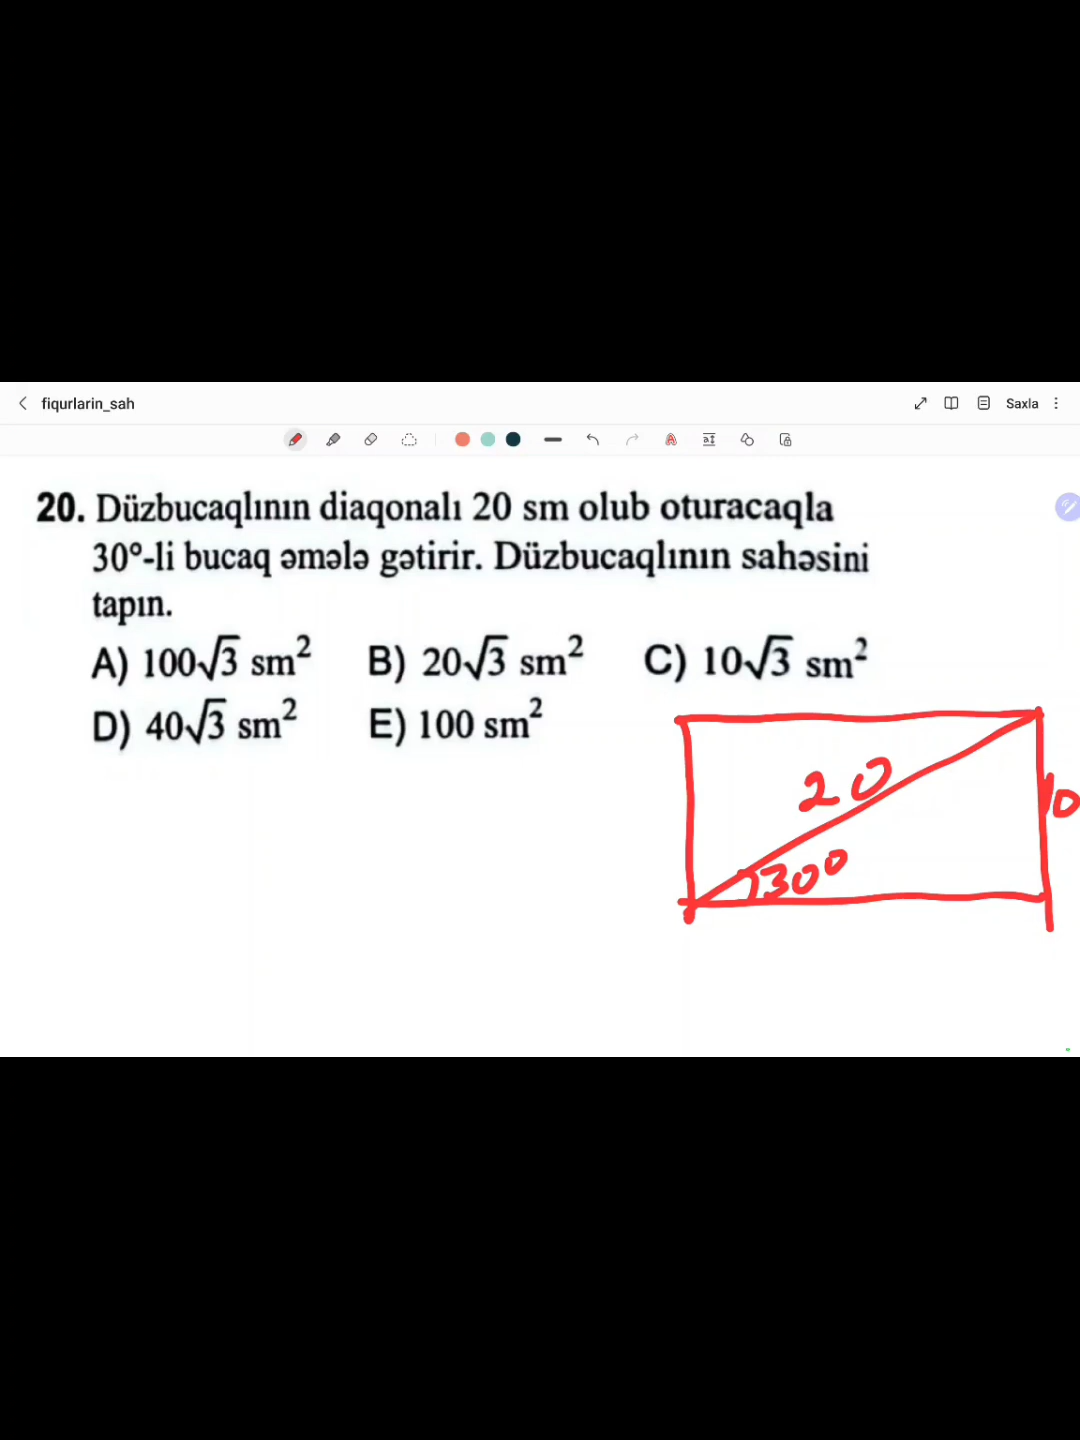 fiqurlarin_sah
Saxla
20. Düzbucaqlının diaqonalı 20 sm olub oturacaqla
30°-li bucaq əmələ gətirir. Düzbucaqlının sahəsini
tapın.
A) 100√3 sm² B) 20√3 sm² C) 10√3 sm²
D) 40√3 sm² E) 100 sm²
20
10
30°